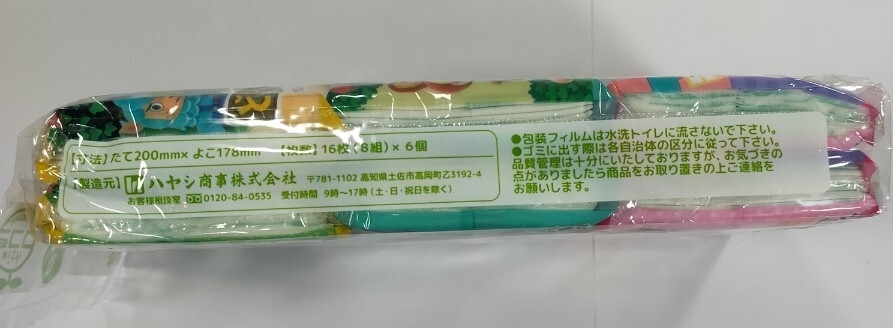 【寸法】たて200mm×よこ178mm 【枚数】16枚(8組)×6個
【製造元】ハヤシ商事株式会社 〒781-1102 高知県土佐市高岡町乙3192-4
お客様相談室 0120-84-0535 受付時間 9時〜17時(土・日・祝日を除く)
●包装フィルムは水洗トイレに流さないで下さい。
●ゴミに出す際は各自治体の区分に従って下さい。
品質管理は十分にいたしておりますが、お気づきの
点がありましたら商品をお取り置きの上ご連絡を
お願いします。